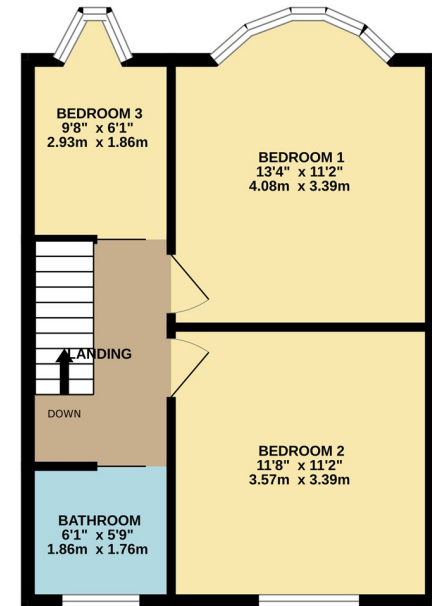 BEDROOM 3
9'8" x 6'1"
2.93m x 1.86m
BEDROOM 1
13'4" x 11'2"
4.08m x 3.39m
LANDING
DOWN
BEDROOM 2
11'8" x 11'2"
3.57m x 3.39m
BATHROOM
6'1" x 5'9"
1.86m x 1.76m